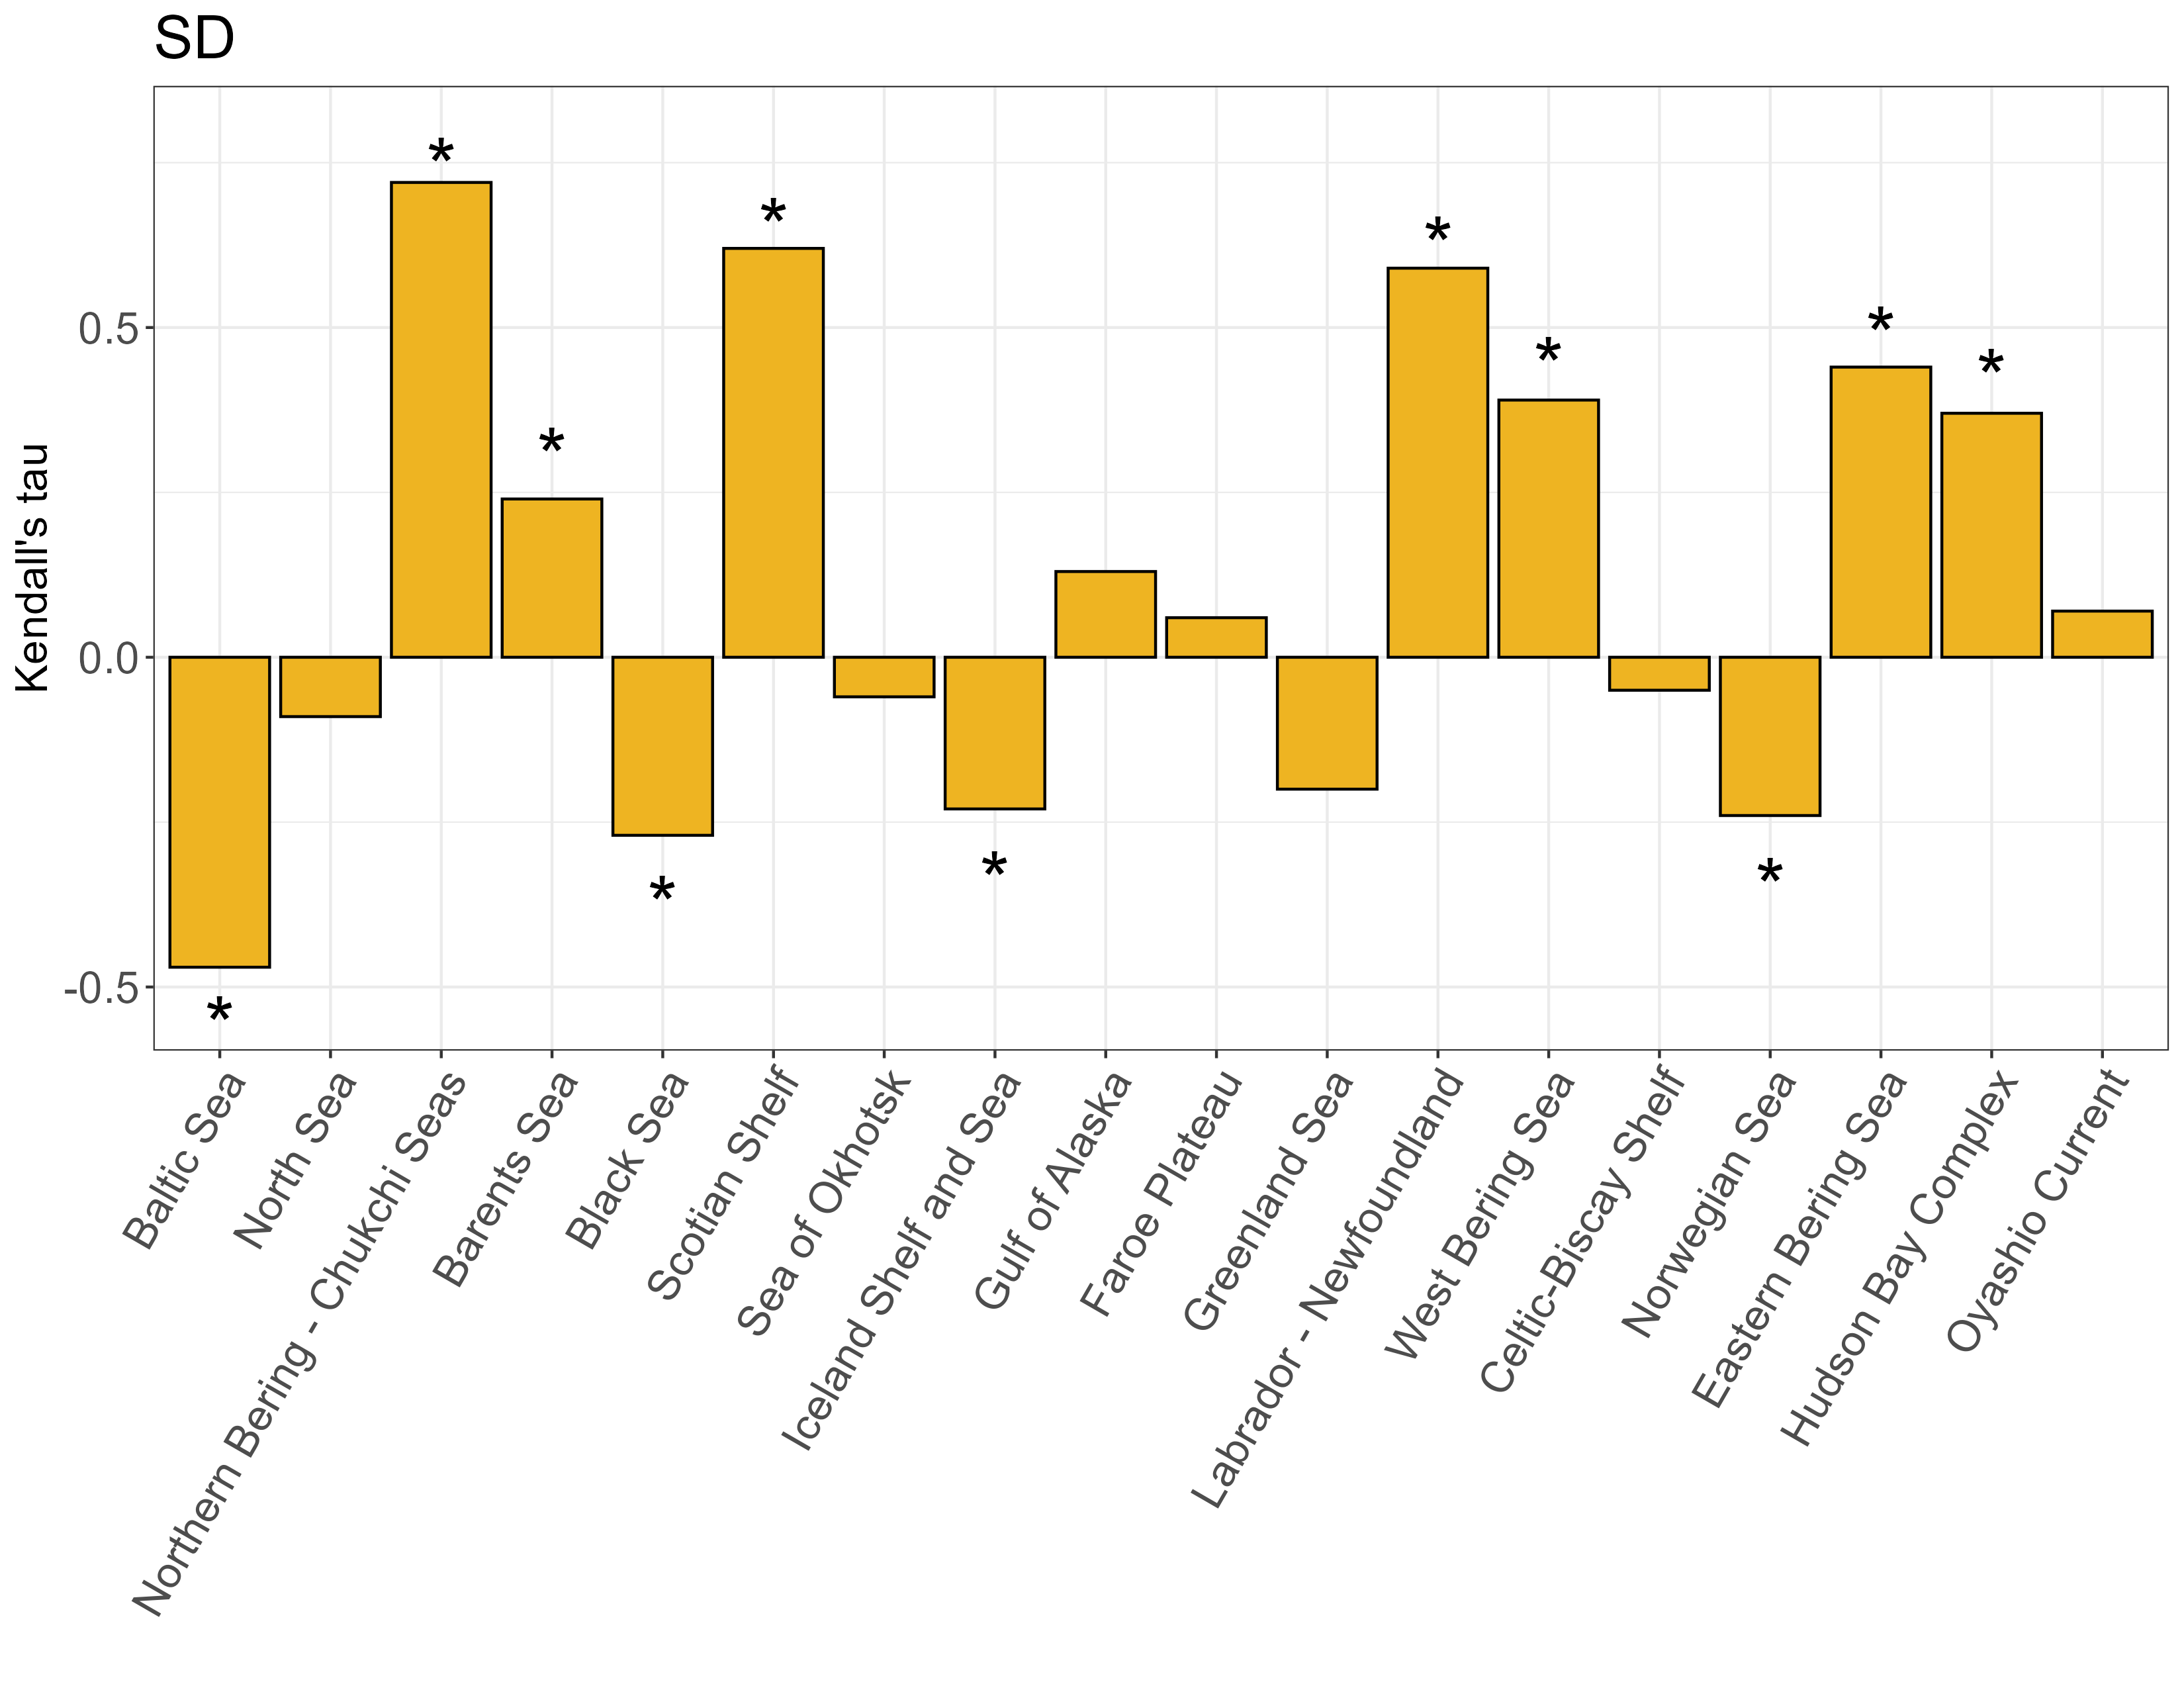 SD
Kendall's tau
0.5
0.0
-0.5
*
*
*
*
*
*
*
*
*
*
*
*
Baltic Sea
North Sea
Northern Bering - Chukchi Seas
Barents Sea
Black Sea
Scotian Shelf
Sea of Okhotsk
Iceland Shelf and Sea
Gulf of Alaska
Faroe Plateau
Greenland Sea
Labrador - Newfoundland
West Bering Sea
Celtic-Biscay Shelf
Norwegian Sea
Eastern Bering Sea
Hudson Bay Complex
Oyashio Current